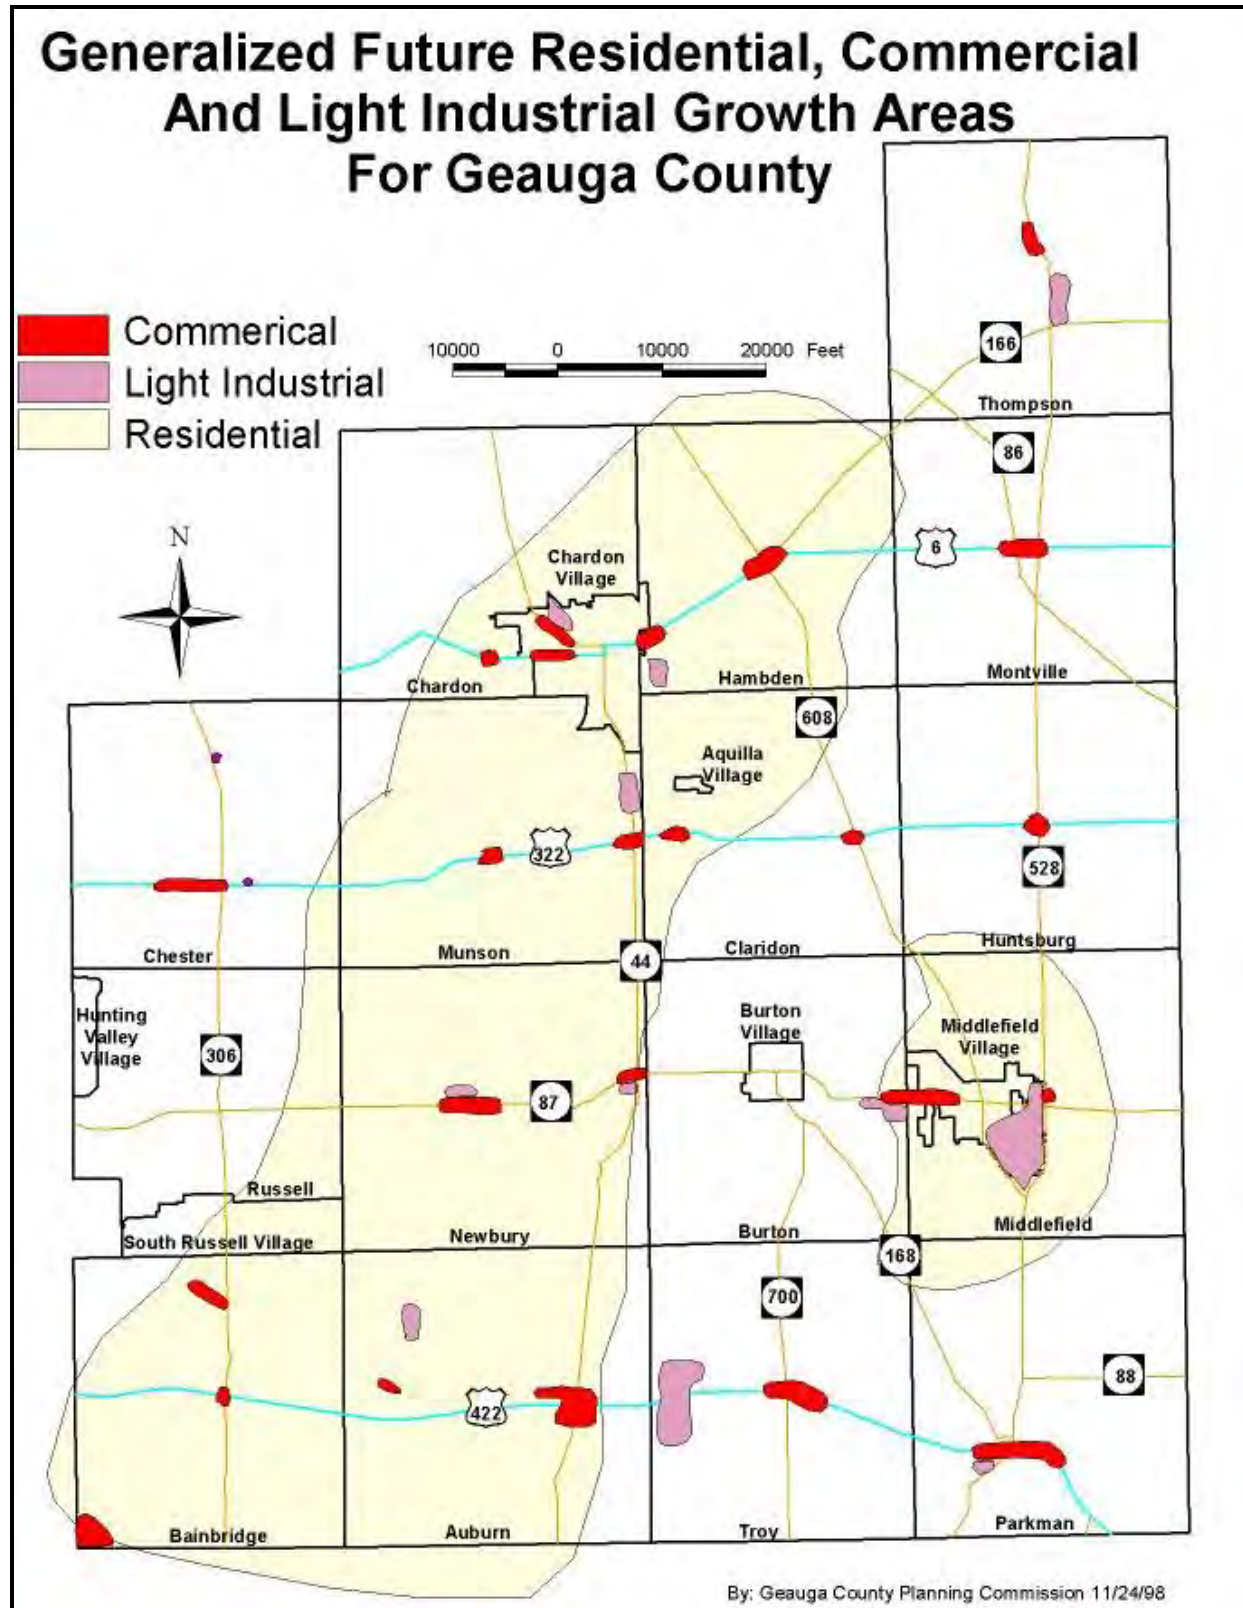 Generalized Future Residential, Commercial
And Light Industrial Growth Areas
For Geauga County
Commerical
Light Industrial
Residential
10000 0 10000 20000 Feet
N
166
Thompson
86
6
Chardon
Village
Chardon
Hambden
Montville
608
Aquilla
Village
322
528
Chester
Munson
Claridon
Huntsburg
44
Hunting
Valley
Village
306
Burton
Village
Middlefield
Village
87
Russell
South Russell Village
Newbury
Burton
Middlefield
168
700
88
422
Bainbridge
Auburn
Troy
Parkman
By: Geauga County Planning Commission 11/24/98